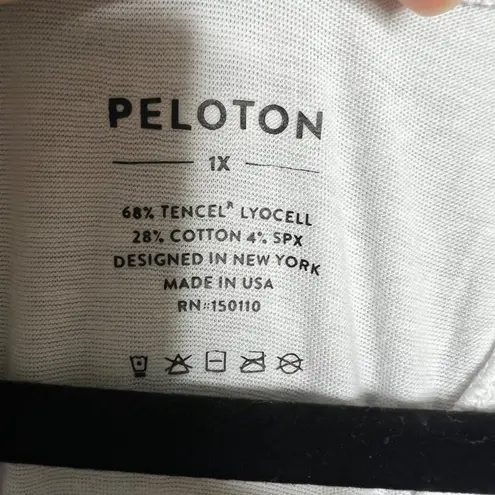 PELOTON
1X
68% TENCEL® LYOCELL
28% COTTON 4% SPX
DESIGNED IN NEW YORK
MADE IN USA
RN#150110